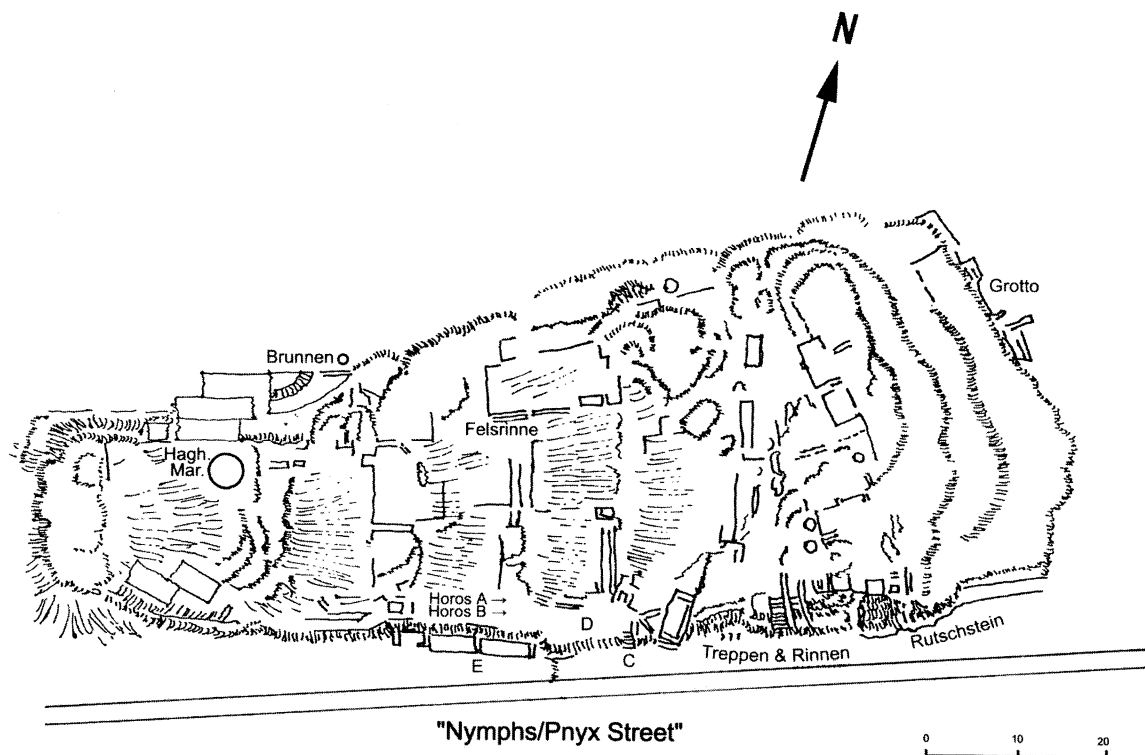 N
Grotto
Brunnen
Felsrinne
Hagh.
Mar.
Horos A →
Horos B →
D
E
C
Treppen & Rinnen
Rutschstein
"Nymphs/Pnyx Street"
0 10 20